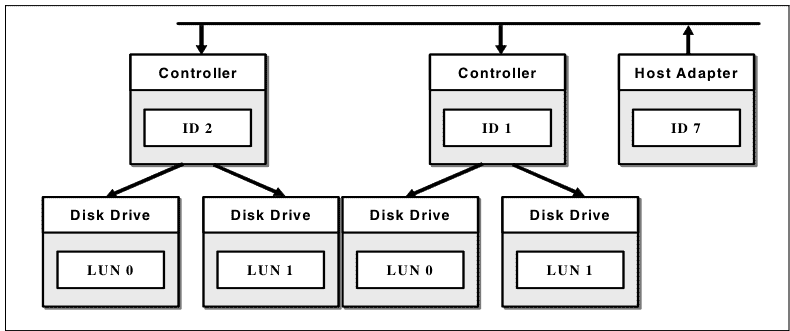 Controller
Controller
Host Adapter
ID 2
ID 1
ID 7
Disk Drive
Disk Drive
Disk Drive
Disk Drive
LUN 0
LUN 1
LUN 0
LUN 1